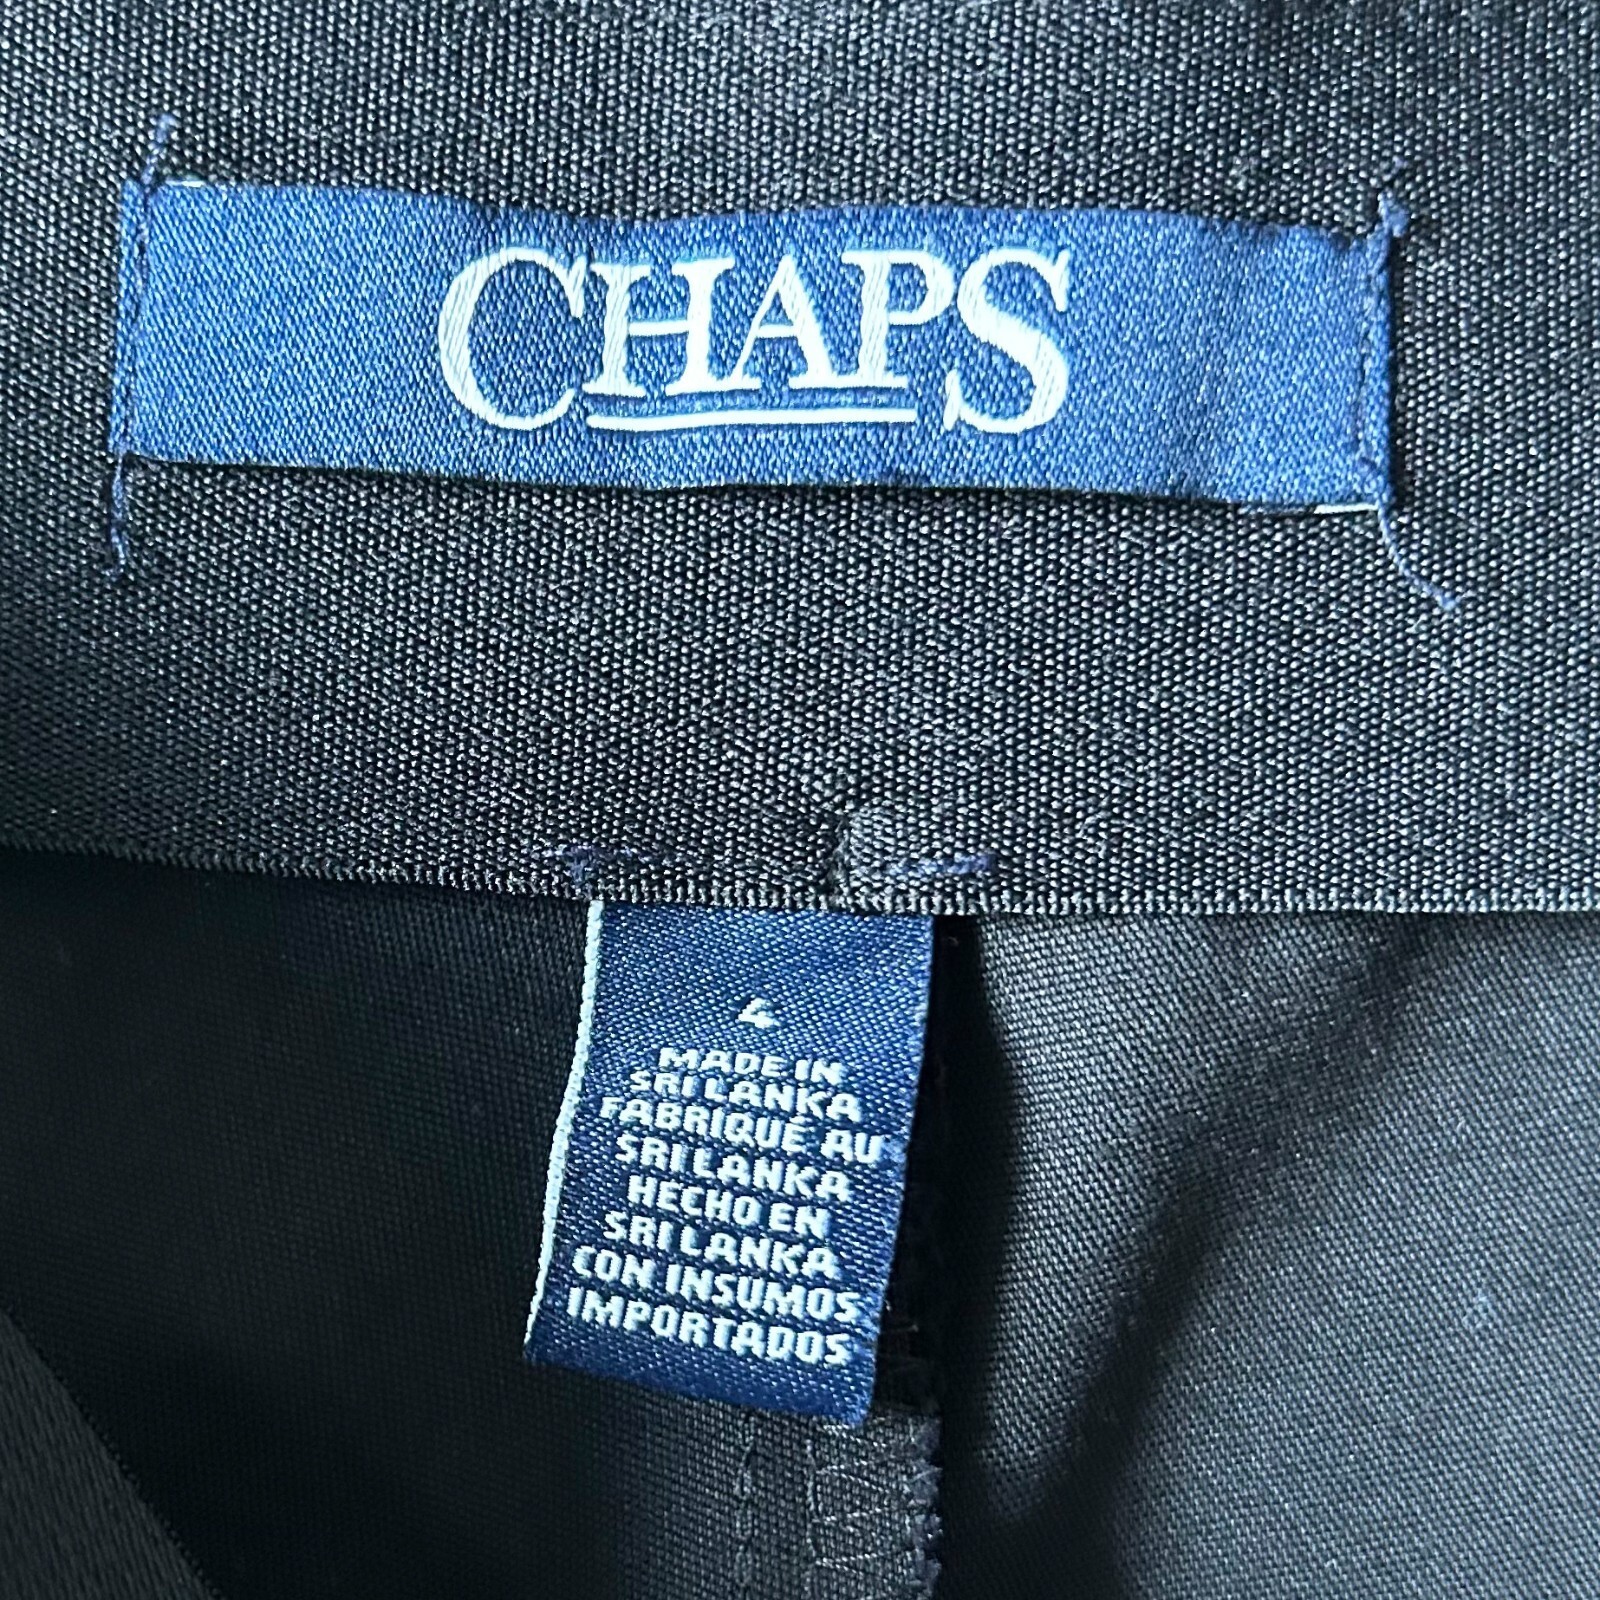 CHAPS
4
MADE IN
SRI LANKA
FABRIQUÉ AU
SRI LANKA
HECHO EN
SRI LANKA
CON INSUMOS
IMPORTADOS